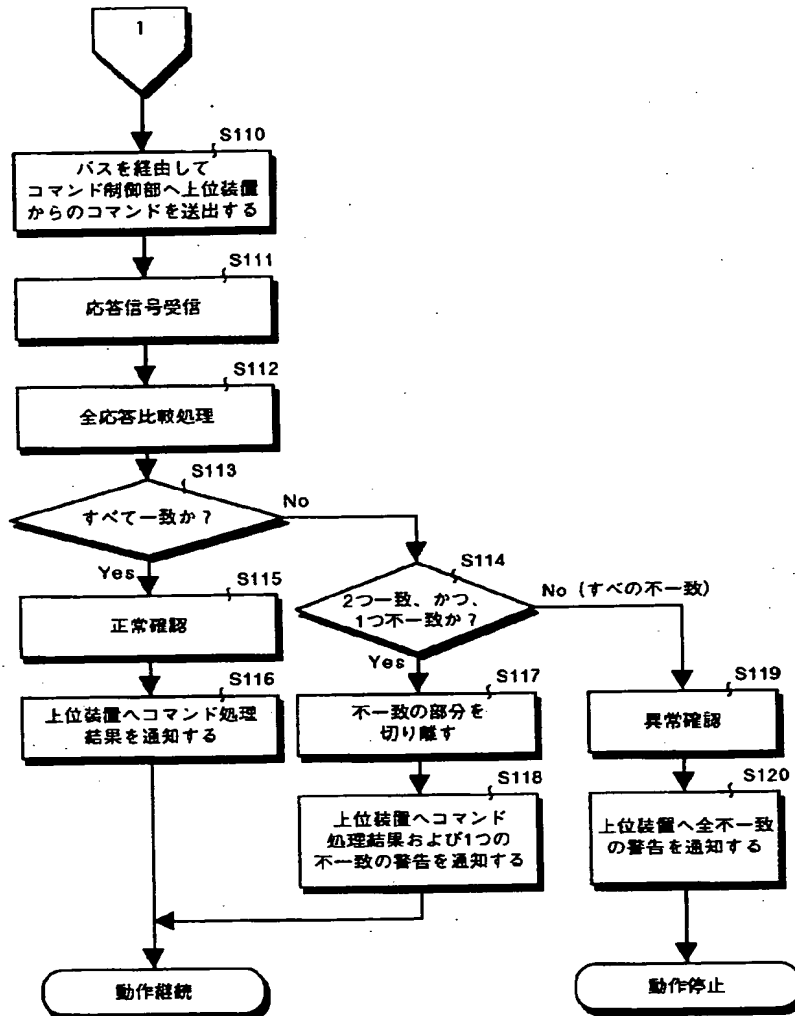 1
S110
バスを経由して
コマンド制御部へ上位装置
からのコマンドを送出する
S111
応答信号受信
S112
全応答比較処理
S113
すべて一致か？
No
Yes
S114
2つ一致、かつ、
1つ不一致か？
No (すべの不一致)
Yes
S115
正常確認
S116
上位装置へコマンド処理
結果を通知する
S117
不一致の部分を
切り離す
S118
上位装置へコマンド
処理結果および1つの
不一致の警告を通知する
S119
異常確認
S120
上位装置へ全不一致
の警告を通知する
動作継続
動作停止